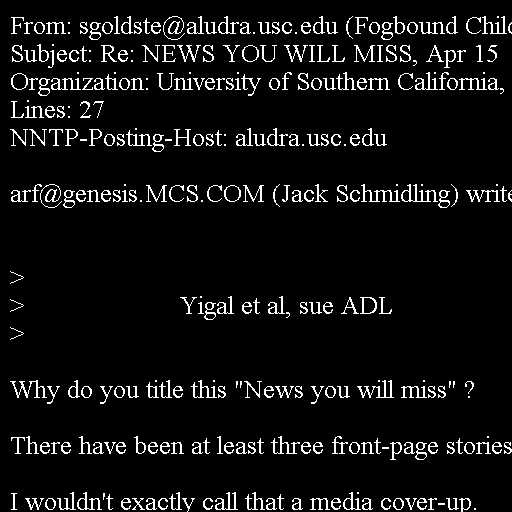 From: sgoldste@aludra.usc.edu (Fogbound Chil
Subject: Re: NEWS YOU WILL MISS, Apr 15
Organization: University of Southern California,
Lines: 27
NNTP-Posting-Host: aludra.usc.edu
arf@genesis.MCS.COM (Jack Schmidling) write
>
> Yigal et al, sue ADL
>
Why do you title this "News you will miss" ?
There have been at least three front-page stories
I wouldn't exactly call that a media cover-up.